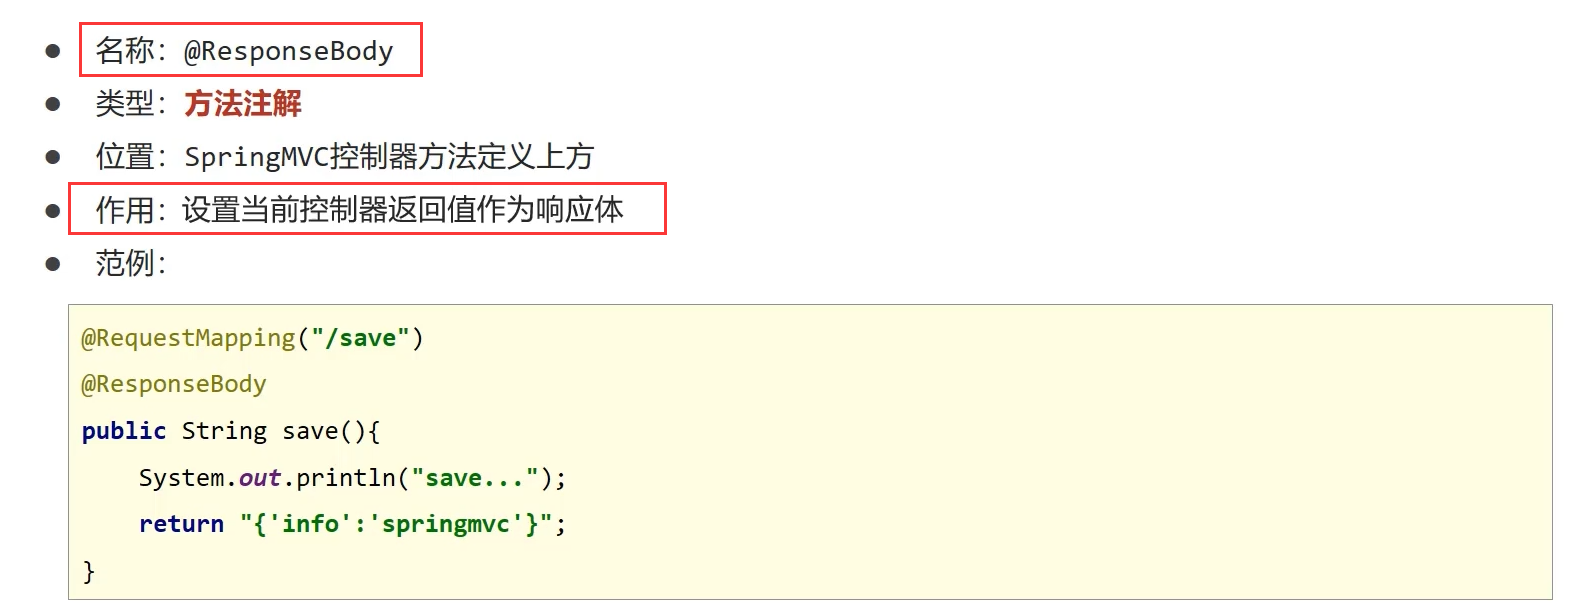 ● 名称：@ResponseBody
● 类型：方法注解
● 位置：SpringMVC控制器方法定义上方
● 作用：设置当前控制器返回值作为响应体
● 范例：
@RequestMapping("/save")
@ResponseBody
public String save(){
    System.out.println("save...");
    return "{'info':'springmvc'}";
}